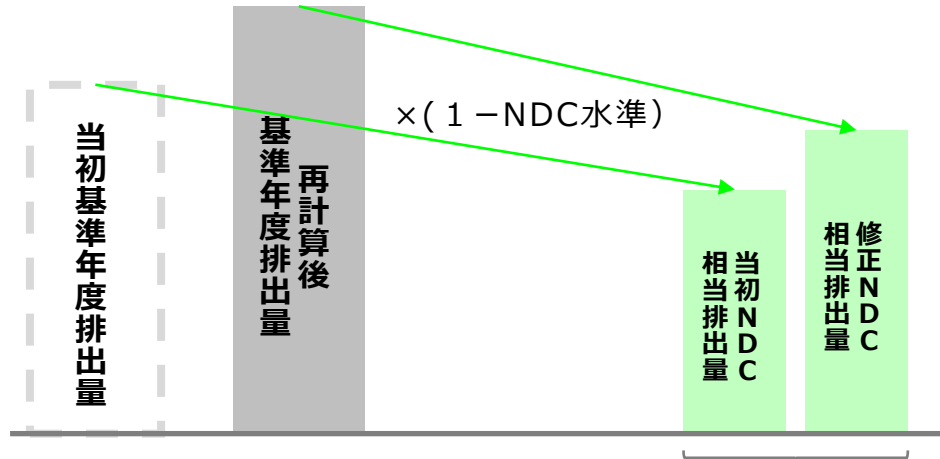 当初基準年度排出量
再計算後
基準年度排出量
×(１－NDC水準）
当初ＮＤＣ
相当排出量
修正ＮＤＣ
相当排出量